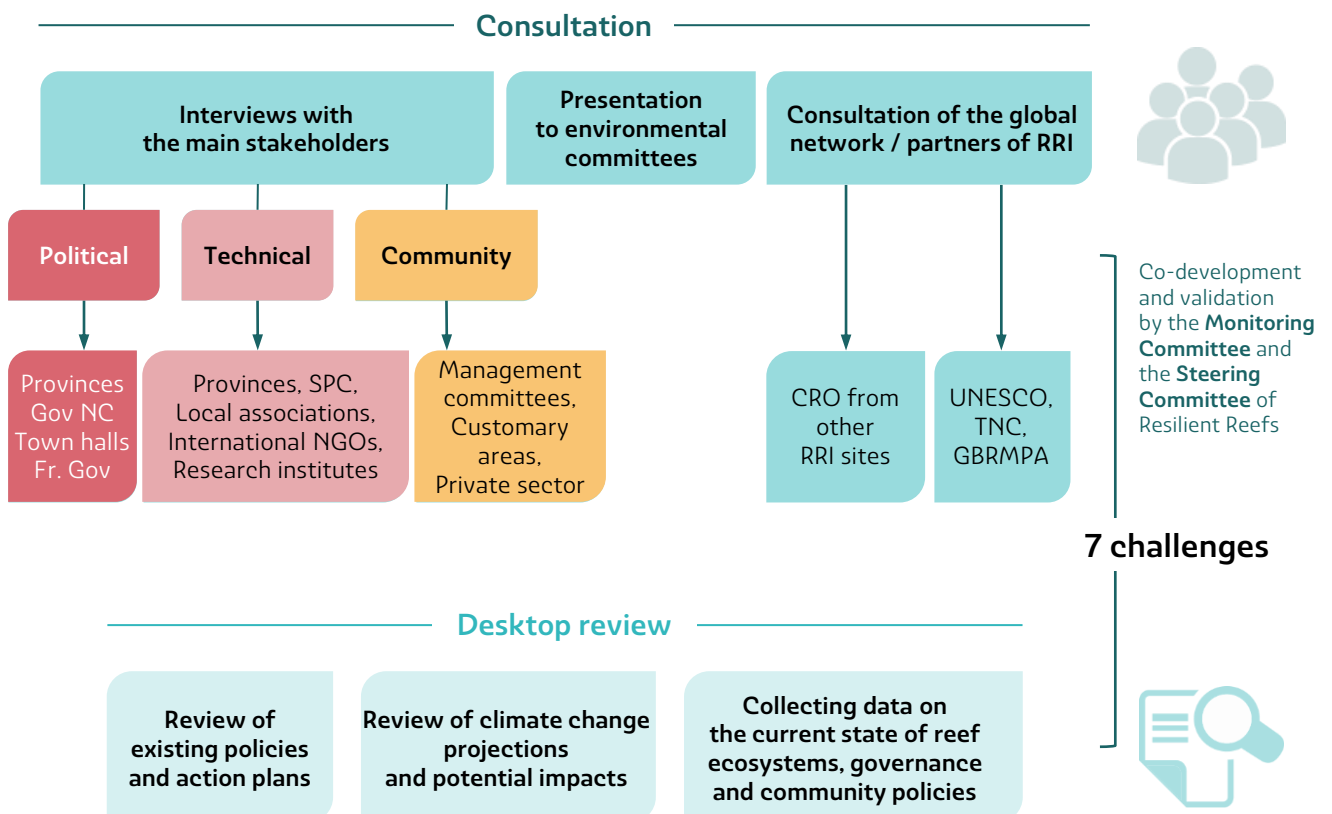 Consultation
Interviews with
the main stakeholders
Presentation
to environmental
committees
Consultation of the global
network / partners of RRI
Political
Technical
Community
Provinces
Gov NC
Town halls
Fr. Gov
Provinces, SPC,
Local associations,
International NGOs,
Research institutes
Management
committees,
Customary
areas,
Private sector
CRO from
other
RRI sites
UNESCO,
TNC,
GBRMPA
Co-development
and validation
by the Monitoring
Committee and
the Steering
Committee of
Resilient Reefs
7 challenges
Desktop review
Review of
existing policies
and action plans
Review of climate change
projections
and potential impacts
Collecting data on
the current state of reef
ecosystems, governance
and community policies